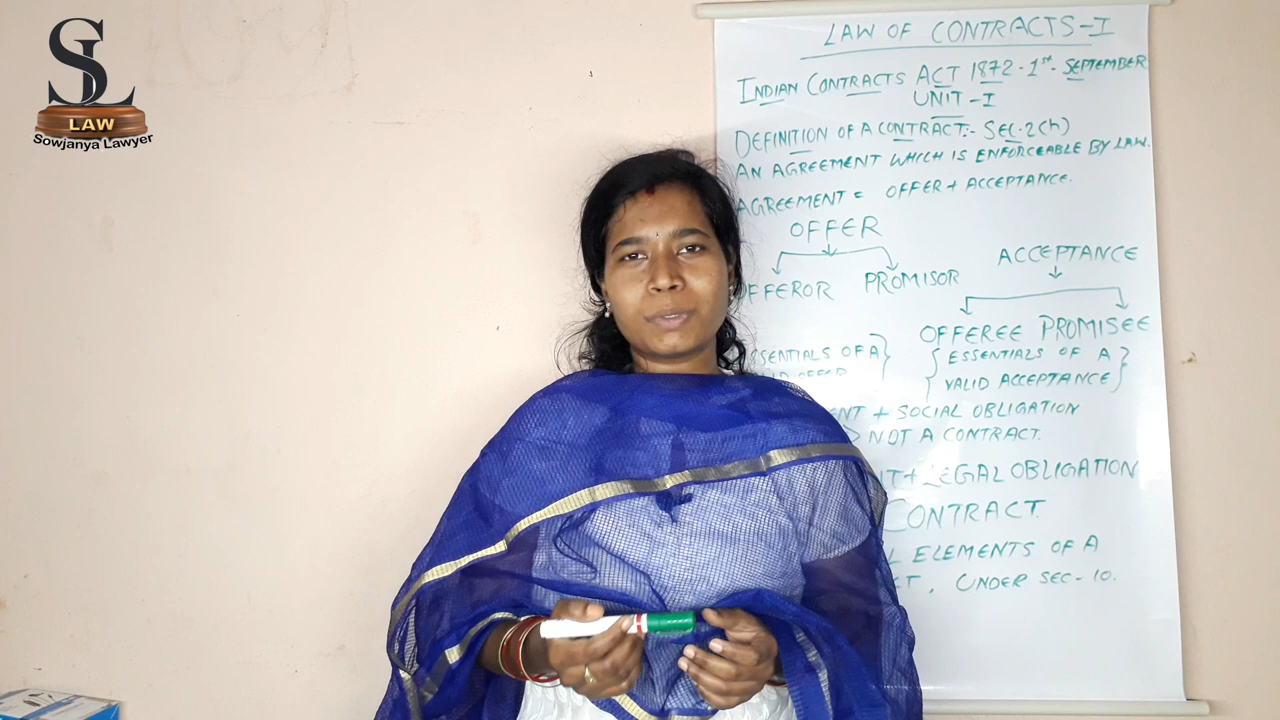 SL
LAW
Sowjanya Lawyer
LAW OF CONTRACTS-I
INDIAN CONTRACTS ACT 1872 - 1st - SEPTEMBER
UNIT-I
DEFINITION OF A CONTRACT:- SEC-2(h)
AN AGREEMENT WHICH IS ENFORCEABLE BY LAW.
AGREEMENT = OFFER + ACCEPTANCE.
OFFER
ACCEPTANCE
OFFEROR PROMISOR
OFFEREE PROMISEE
OF A
OFFER
{ ESSENTIALS OF A
VALID ACCEPTANCE }
+ SOCIAL OBLIGATION
NOT A CONTRACT.
+ LEGAL OBLIGATION
CONTRACT
ELEMENTS OF A
, UNDER SEC-10.